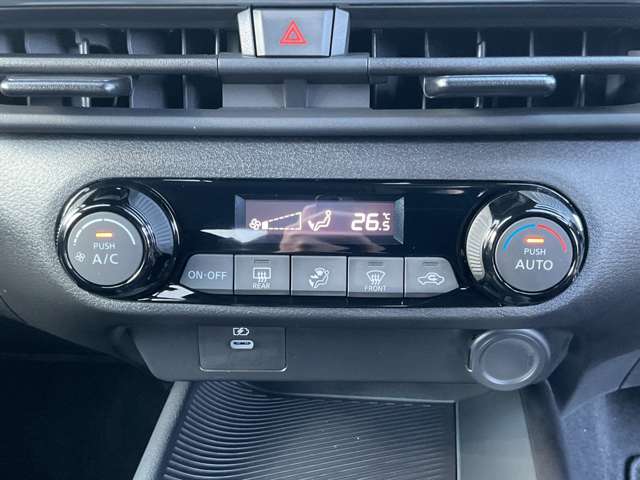 26.5°C
PUSH
A/C
PUSH
AUTO
ON·OFF
REAR
FRONT